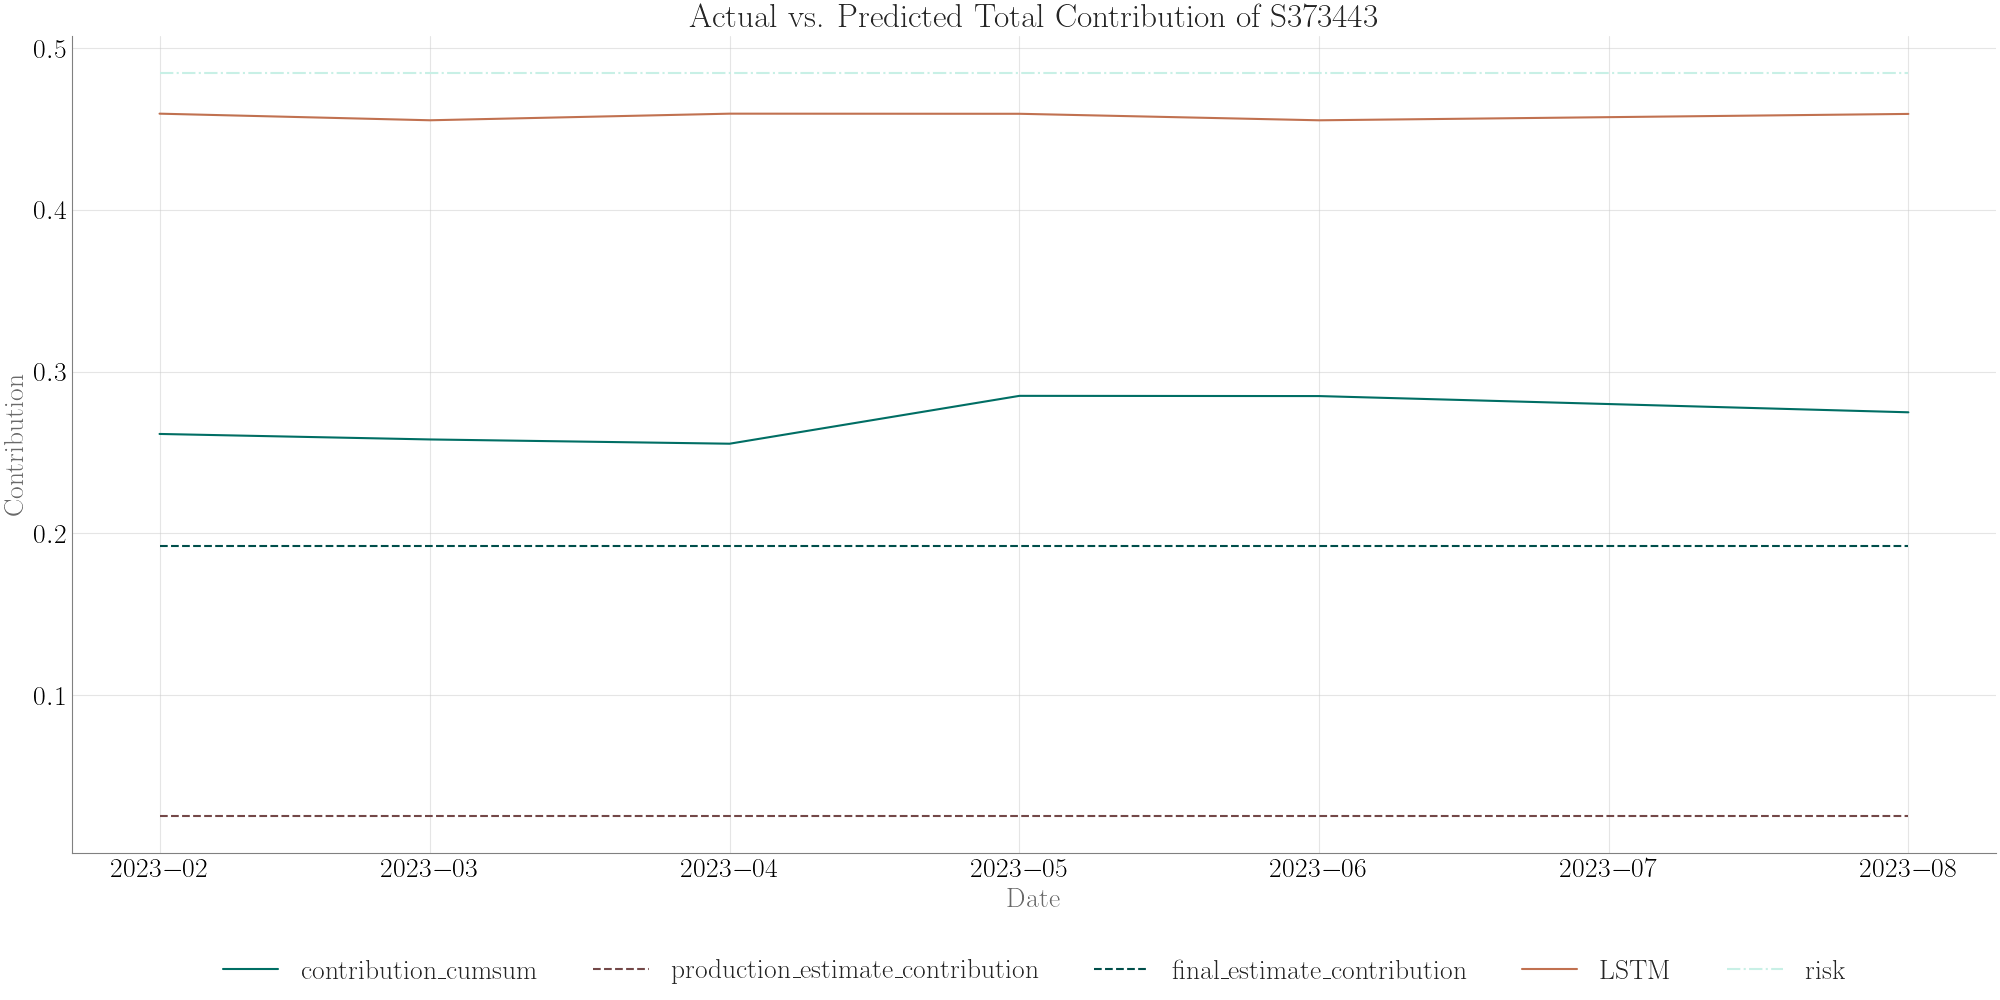 Actual vs. Predicted Total Contribution of S373443
0.5
0.4
0.3
0.2
0.1
Contribution
2023−02 2023−03 2023−04 2023−05 2023−06 2023−07 2023−08
Date
contribution_cumsum production_estimate_contribution final_estimate_contribution LSTM risk